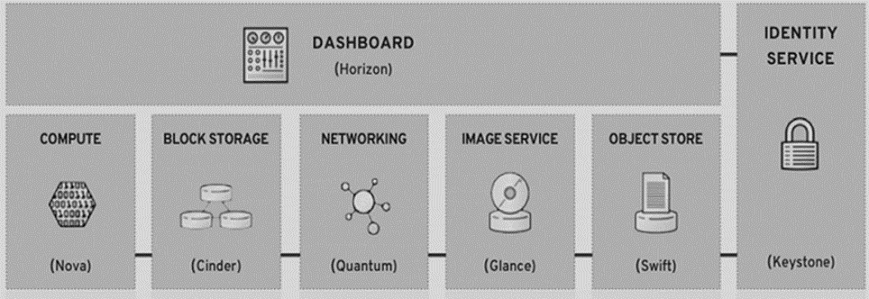 DASHBOARD
(Horizon)
IDENTITY
SERVICE
(Keystone)
COMPUTE
(Nova)
BLOCK STORAGE
(Cinder)
NETWORKING
(Quantum)
IMAGE SERVICE
(Glance)
OBJECT STORE
(Swift)